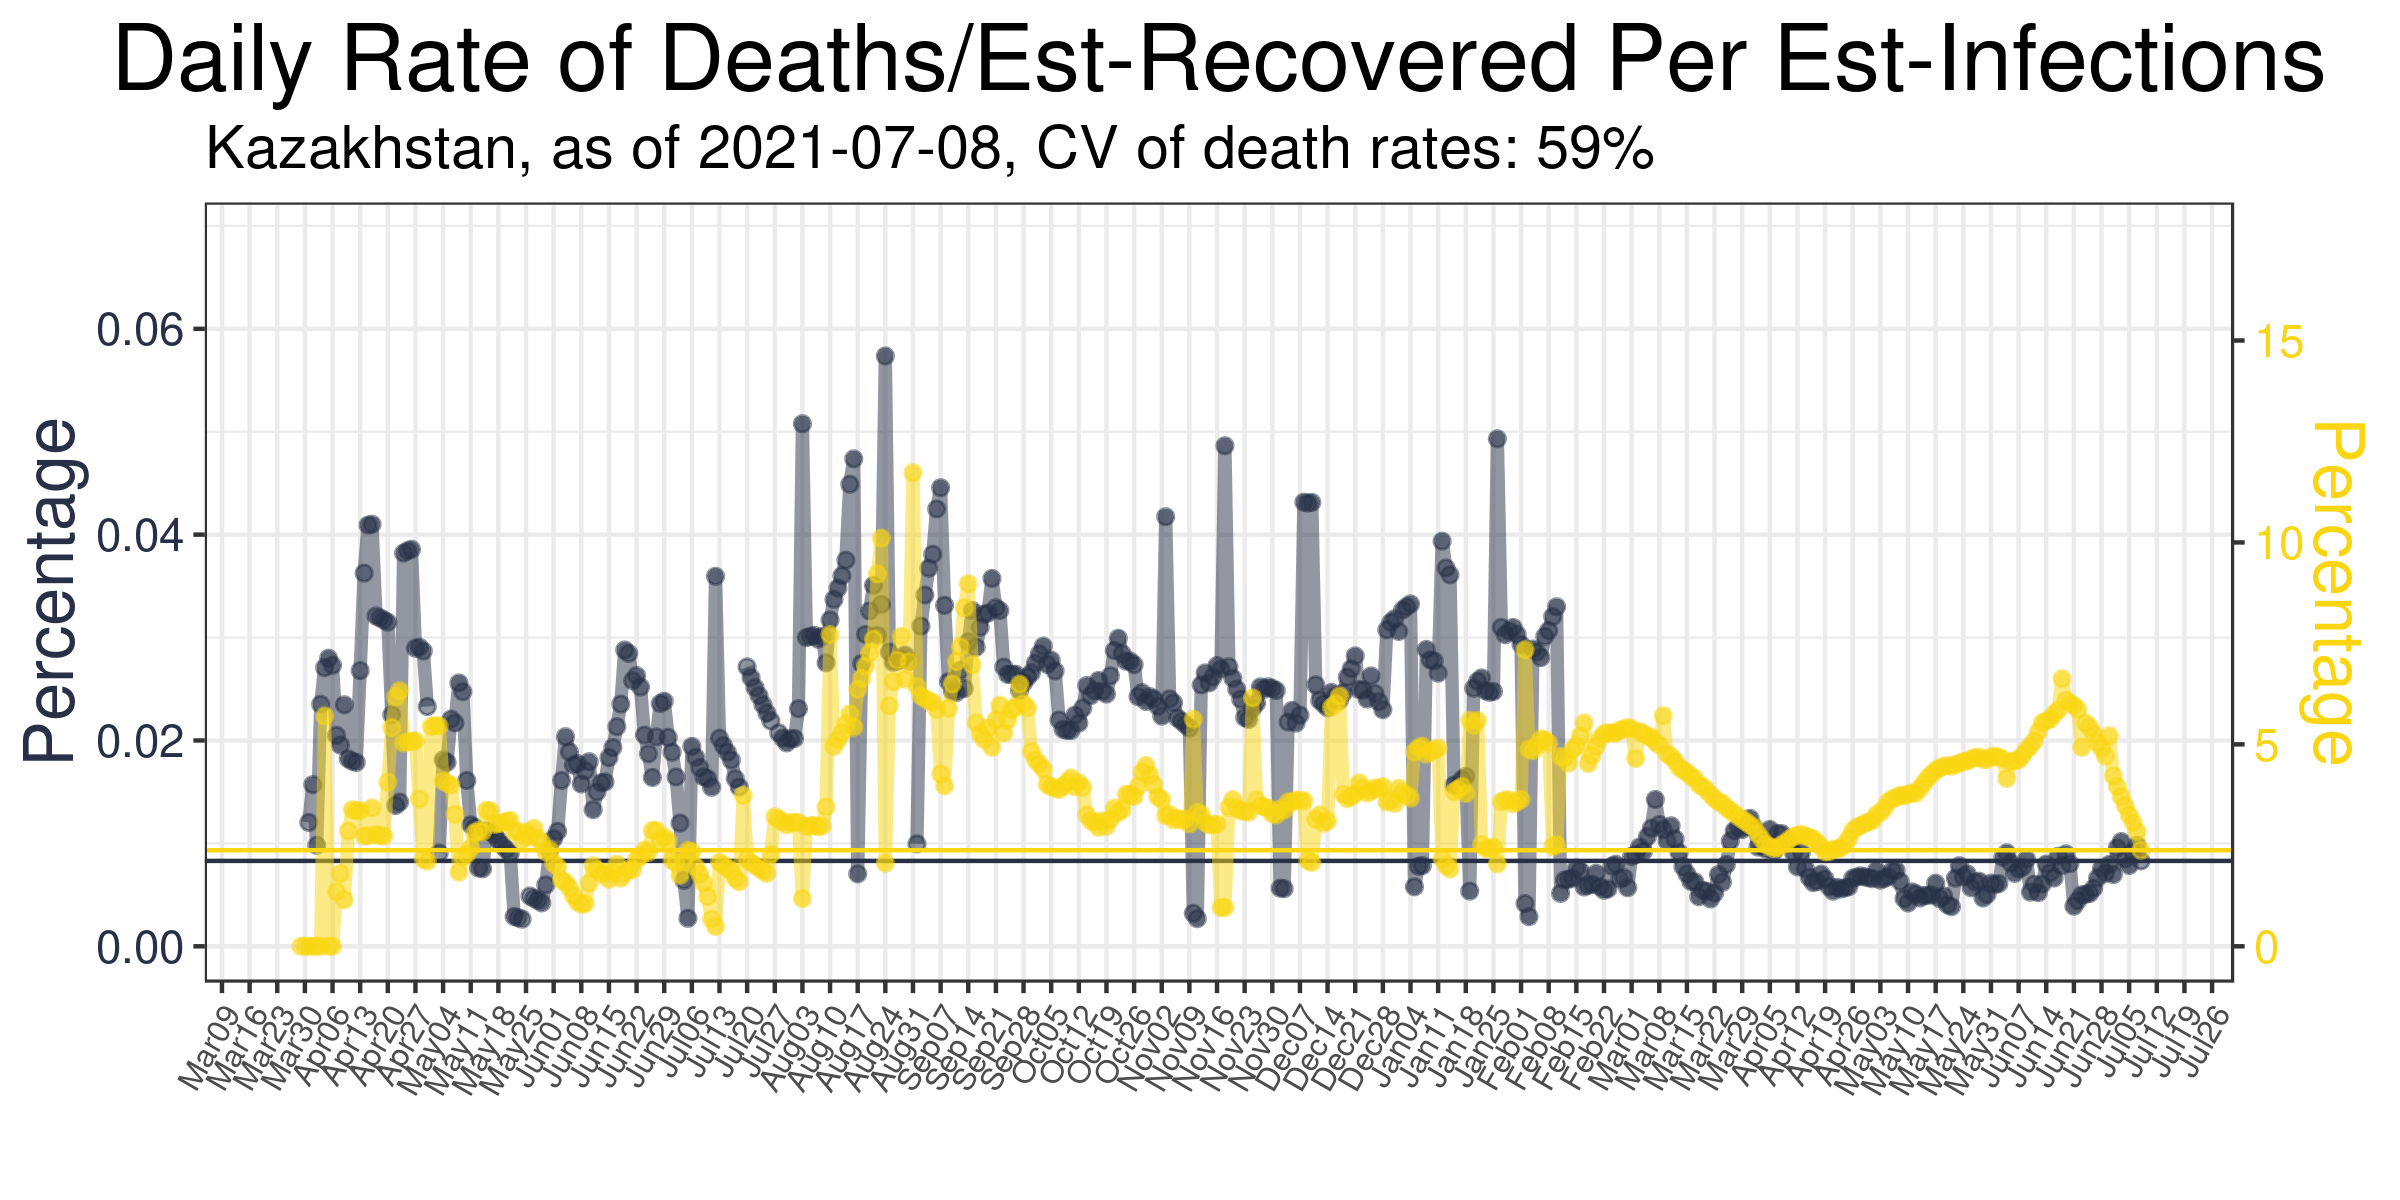 Daily Rate of Deaths/Est-Recovered Per Est-Infections
Kazakhstan, as of 2021-07-08, CV of death rates: 59%
Percentage
0.06
0.04
0.02
0.00
15
10
5
0
Percentage
Mar09
Mar16
Mar23
Mar30
Apr06
Apr13
Apr20
Apr27
May04
May11
May18
May25
Jun01
Jun08
Jun15
Jun22
Jun29
Jul06
Jul13
Jul20
Jul27
Aug03
Aug10
Aug17
Aug24
Aug31
Sep07
Sep14
Sep21
Sep28
Oct05
Oct12
Oct19
Oct26
Nov02
Nov09
Nov16
Nov23
Nov30
Dec07
Dec14
Dec21
Dec28
Jan04
Jan11
Jan18
Jan25
Feb01
Feb08
Feb15
Feb22
Mar01
Mar08
Mar15
Mar22
Mar29
Apr05
Apr12
Apr19
Apr26
May03
May10
May17
May24
May31
Jun07
Jun14
Jun21
Jun28
Jul05
Jul12
Jul19
Jul26